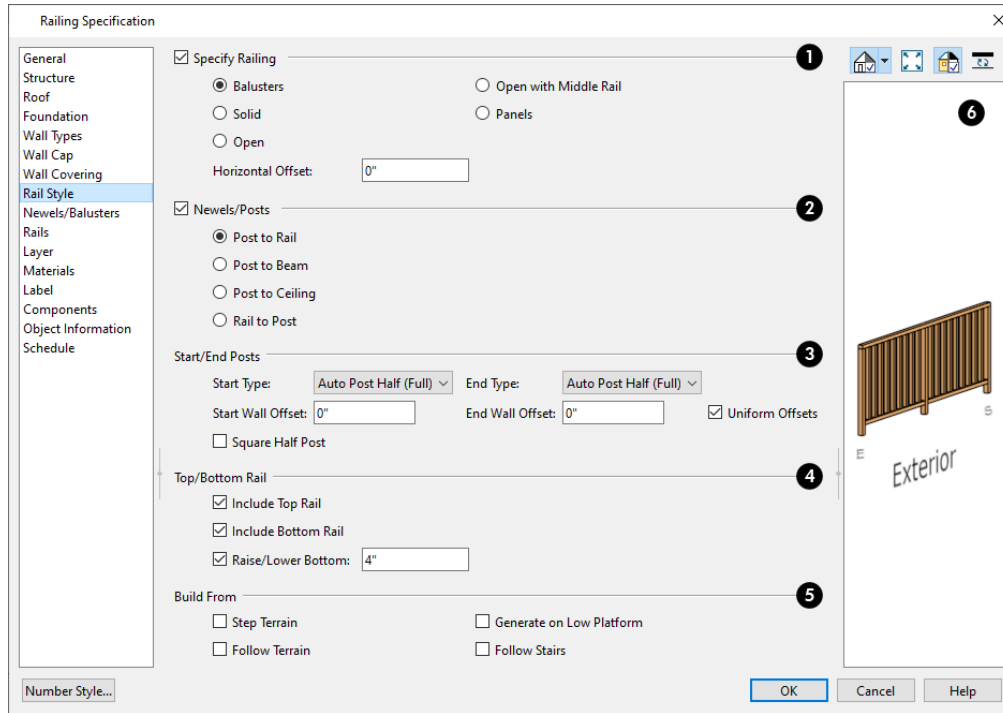 Railing Specification
General
Structure
Roof
Foundation
Wall Types
Wall Cap
Wall Covering
Rail Style
Newels/Balusters
Rails
Layer
Materials
Label
Components
Object Information
Schedule
Specify Railing 1
Balusters Open with Middle Rail
Solid Panels
Open
Horizontal Offset: 0"
Newels/Posts 2
Post to Rail
Post to Beam
Post to Ceiling
Rail to Post
Start/End Posts 3
Start Type: Auto Post Half (Full) End Type: Auto Post Half (Full)
Start Wall Offset: 0" End Wall Offset: 0" Uniform Offsets
Square Half Post
Top/Bottom Rail 4
Include Top Rail
Include Bottom Rail
Raise/Lower Bottom: 4"
Build From 5
Step Terrain Generate on Low Platform
Follow Terrain Follow Stairs
6
S
E
Exterior
Number Style... OK Cancel Help